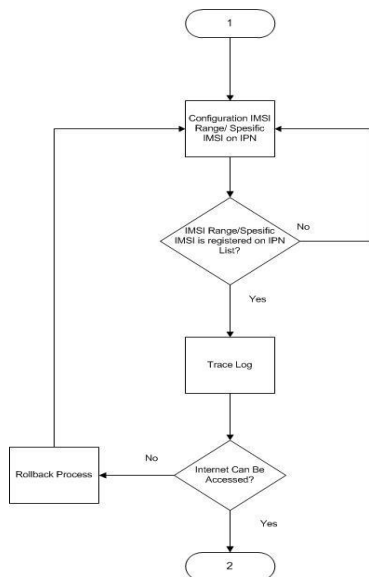 1
Configuration IMSI
Range/ Spesific
IMSI on IPN
IMSI Range/Spesific
IMSI is registered on IPN
List?
No
Yes
Trace Log
Internet Can Be
Accessed?
No
Rollback Process
Yes
2